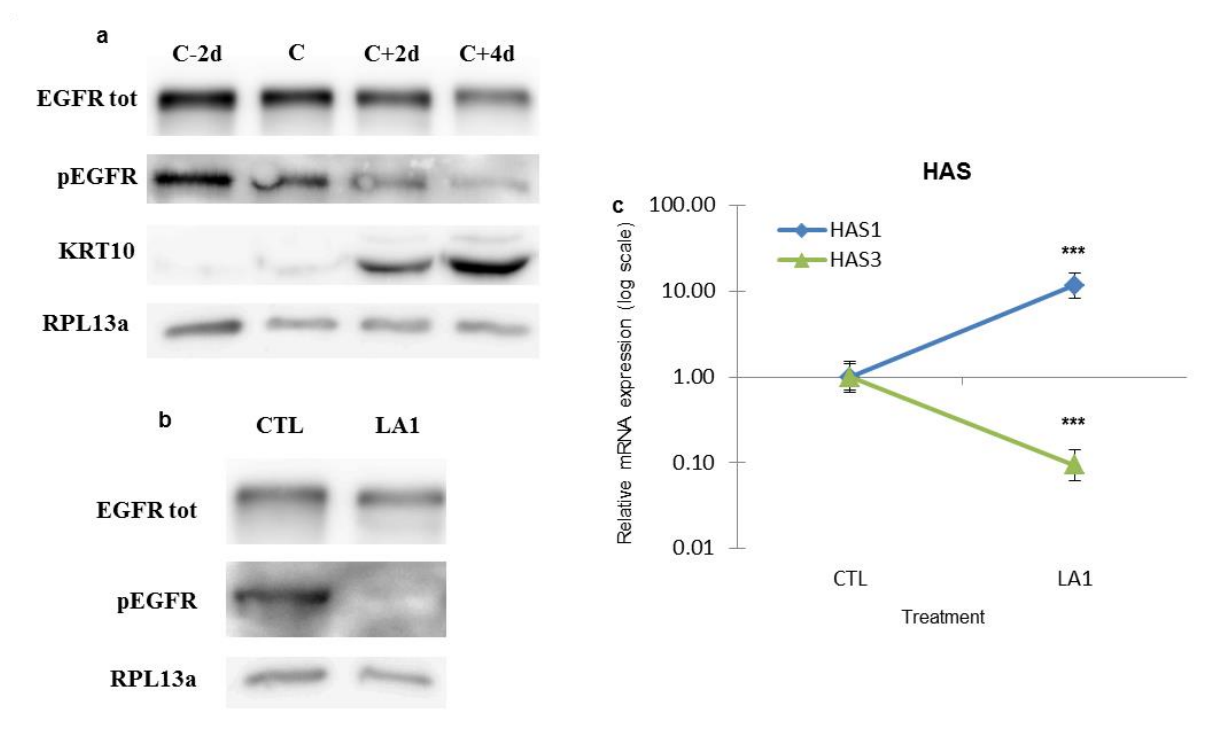 a
C-2d C C+2d C+4d
EGFR tot
pEGFR
KRT10
RPL13a
b
CTL LA1
EGFR tot
pEGFR
RPL13a
HAS
c
Relative mRNA expression (log scale)
100.00
10.00
1.00
0.10
0.01
HAS1
HAS3
***
***
CTL LA1
Treatment